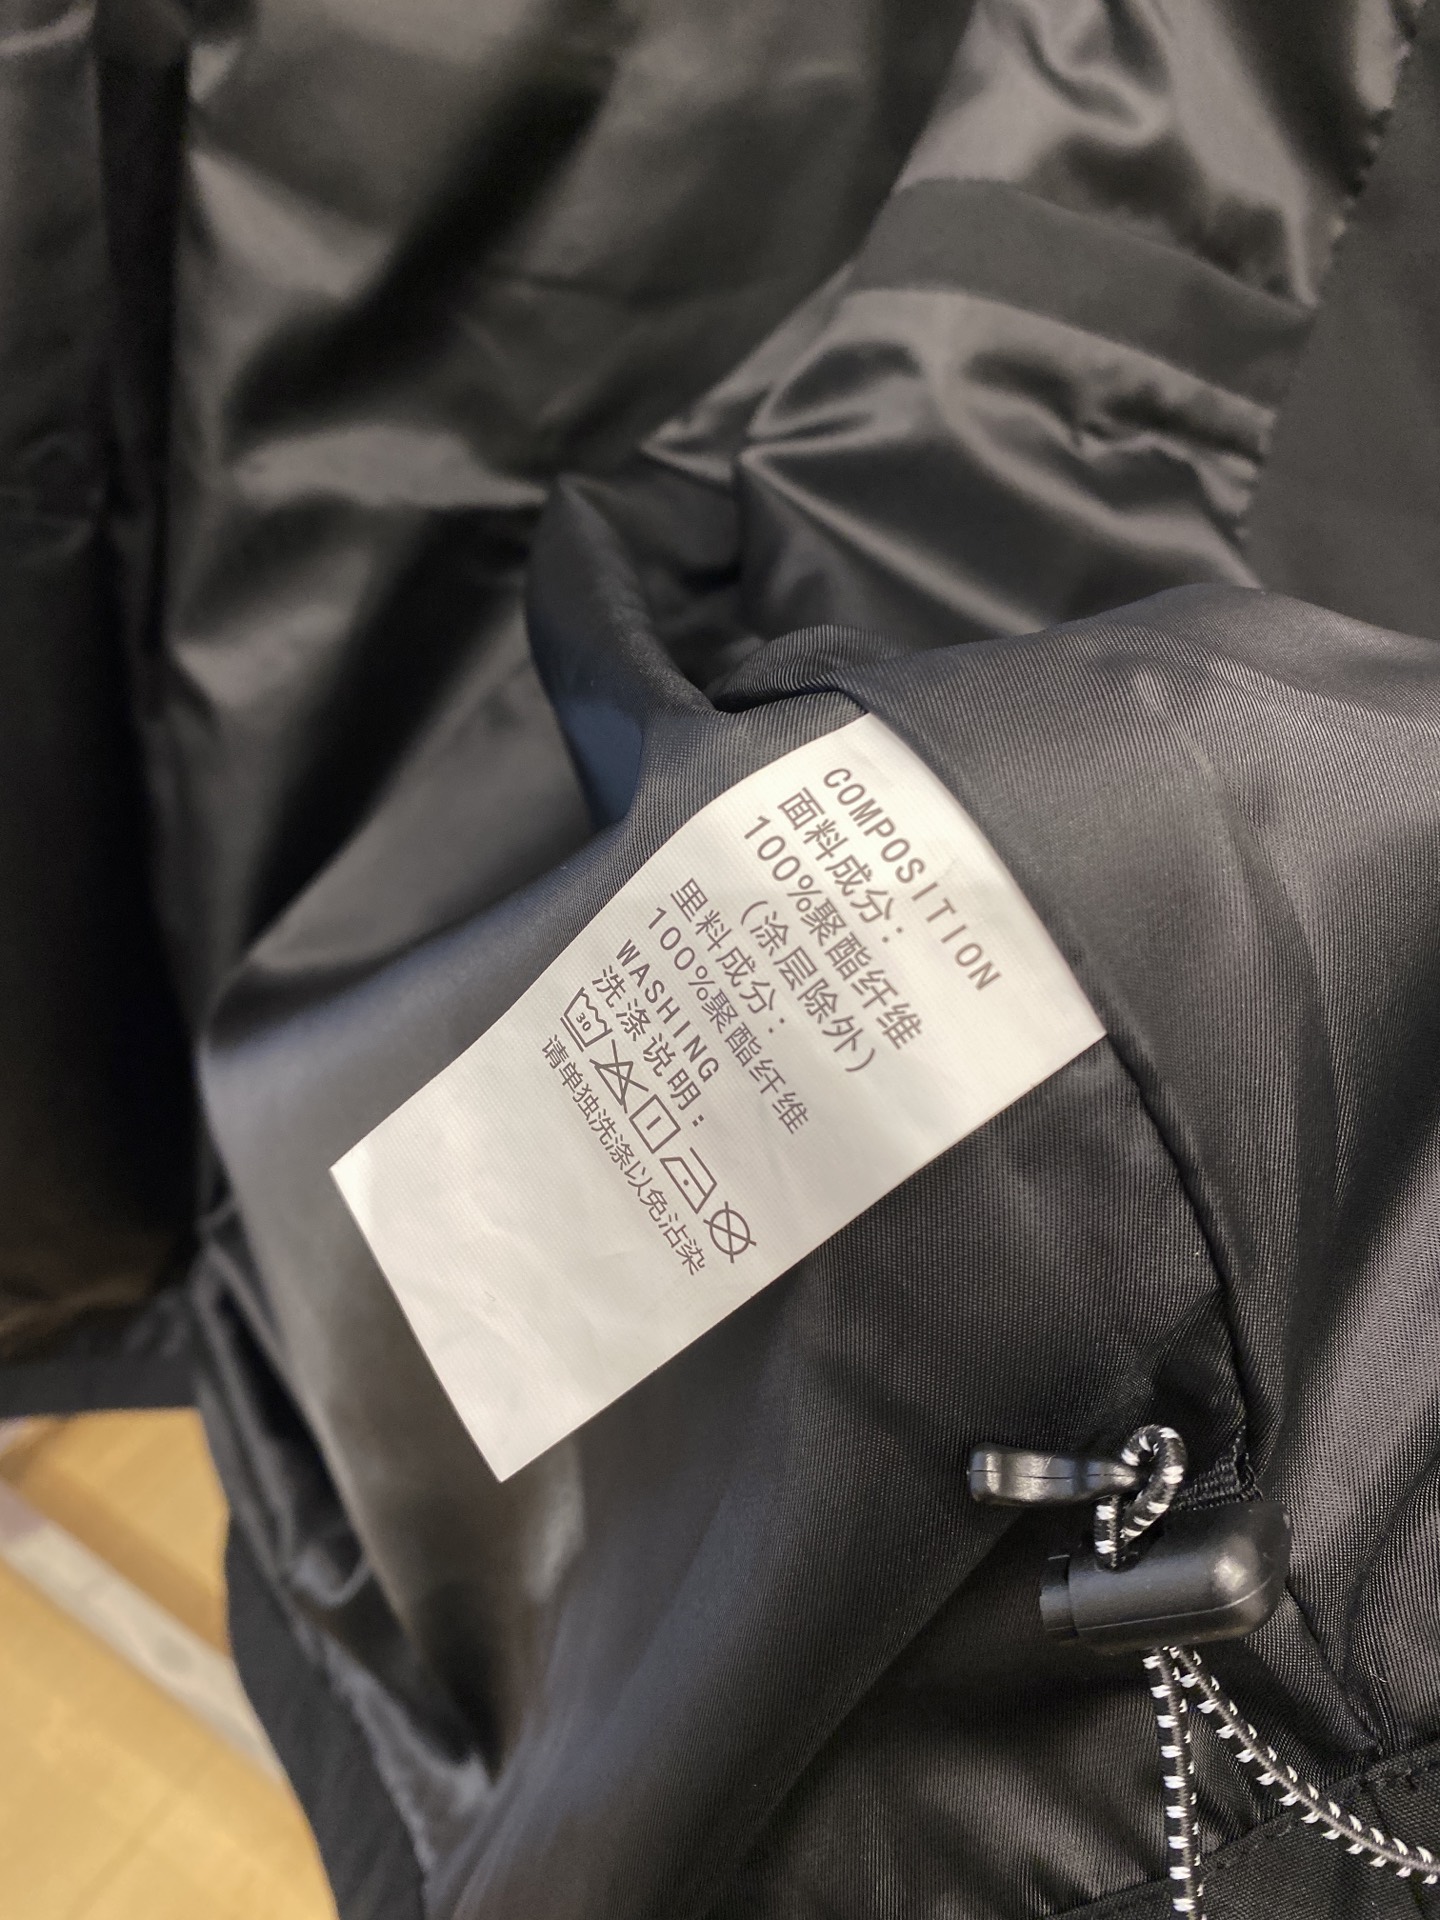 COMPOSITION
面料成分：
100%聚酯纤维
（涂层除外）
里料成分：
100%聚酯纤维
WASHING
洗涤说明：
30
请单独洗涤以免沾染